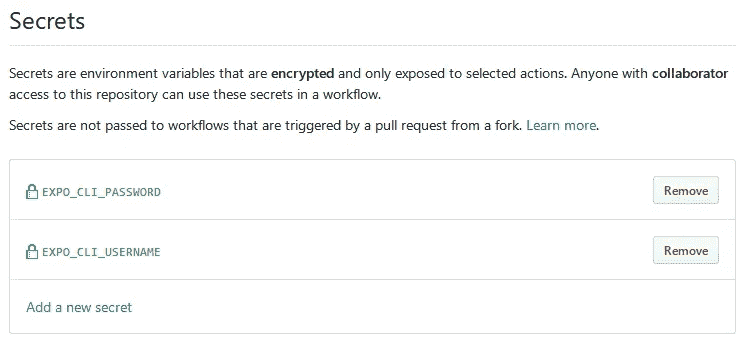 Secrets
Secrets are environment variables that are encrypted and only exposed to selected actions. Anyone with collaborator
access to this repository can use these secrets in a workflow.
Secrets are not passed to workflows that are triggered by a pull request from a fork. Learn more.
EXPO_CLI_PASSWORD Remove
EXPO_CLI_USERNAME Remove
Add a new secret